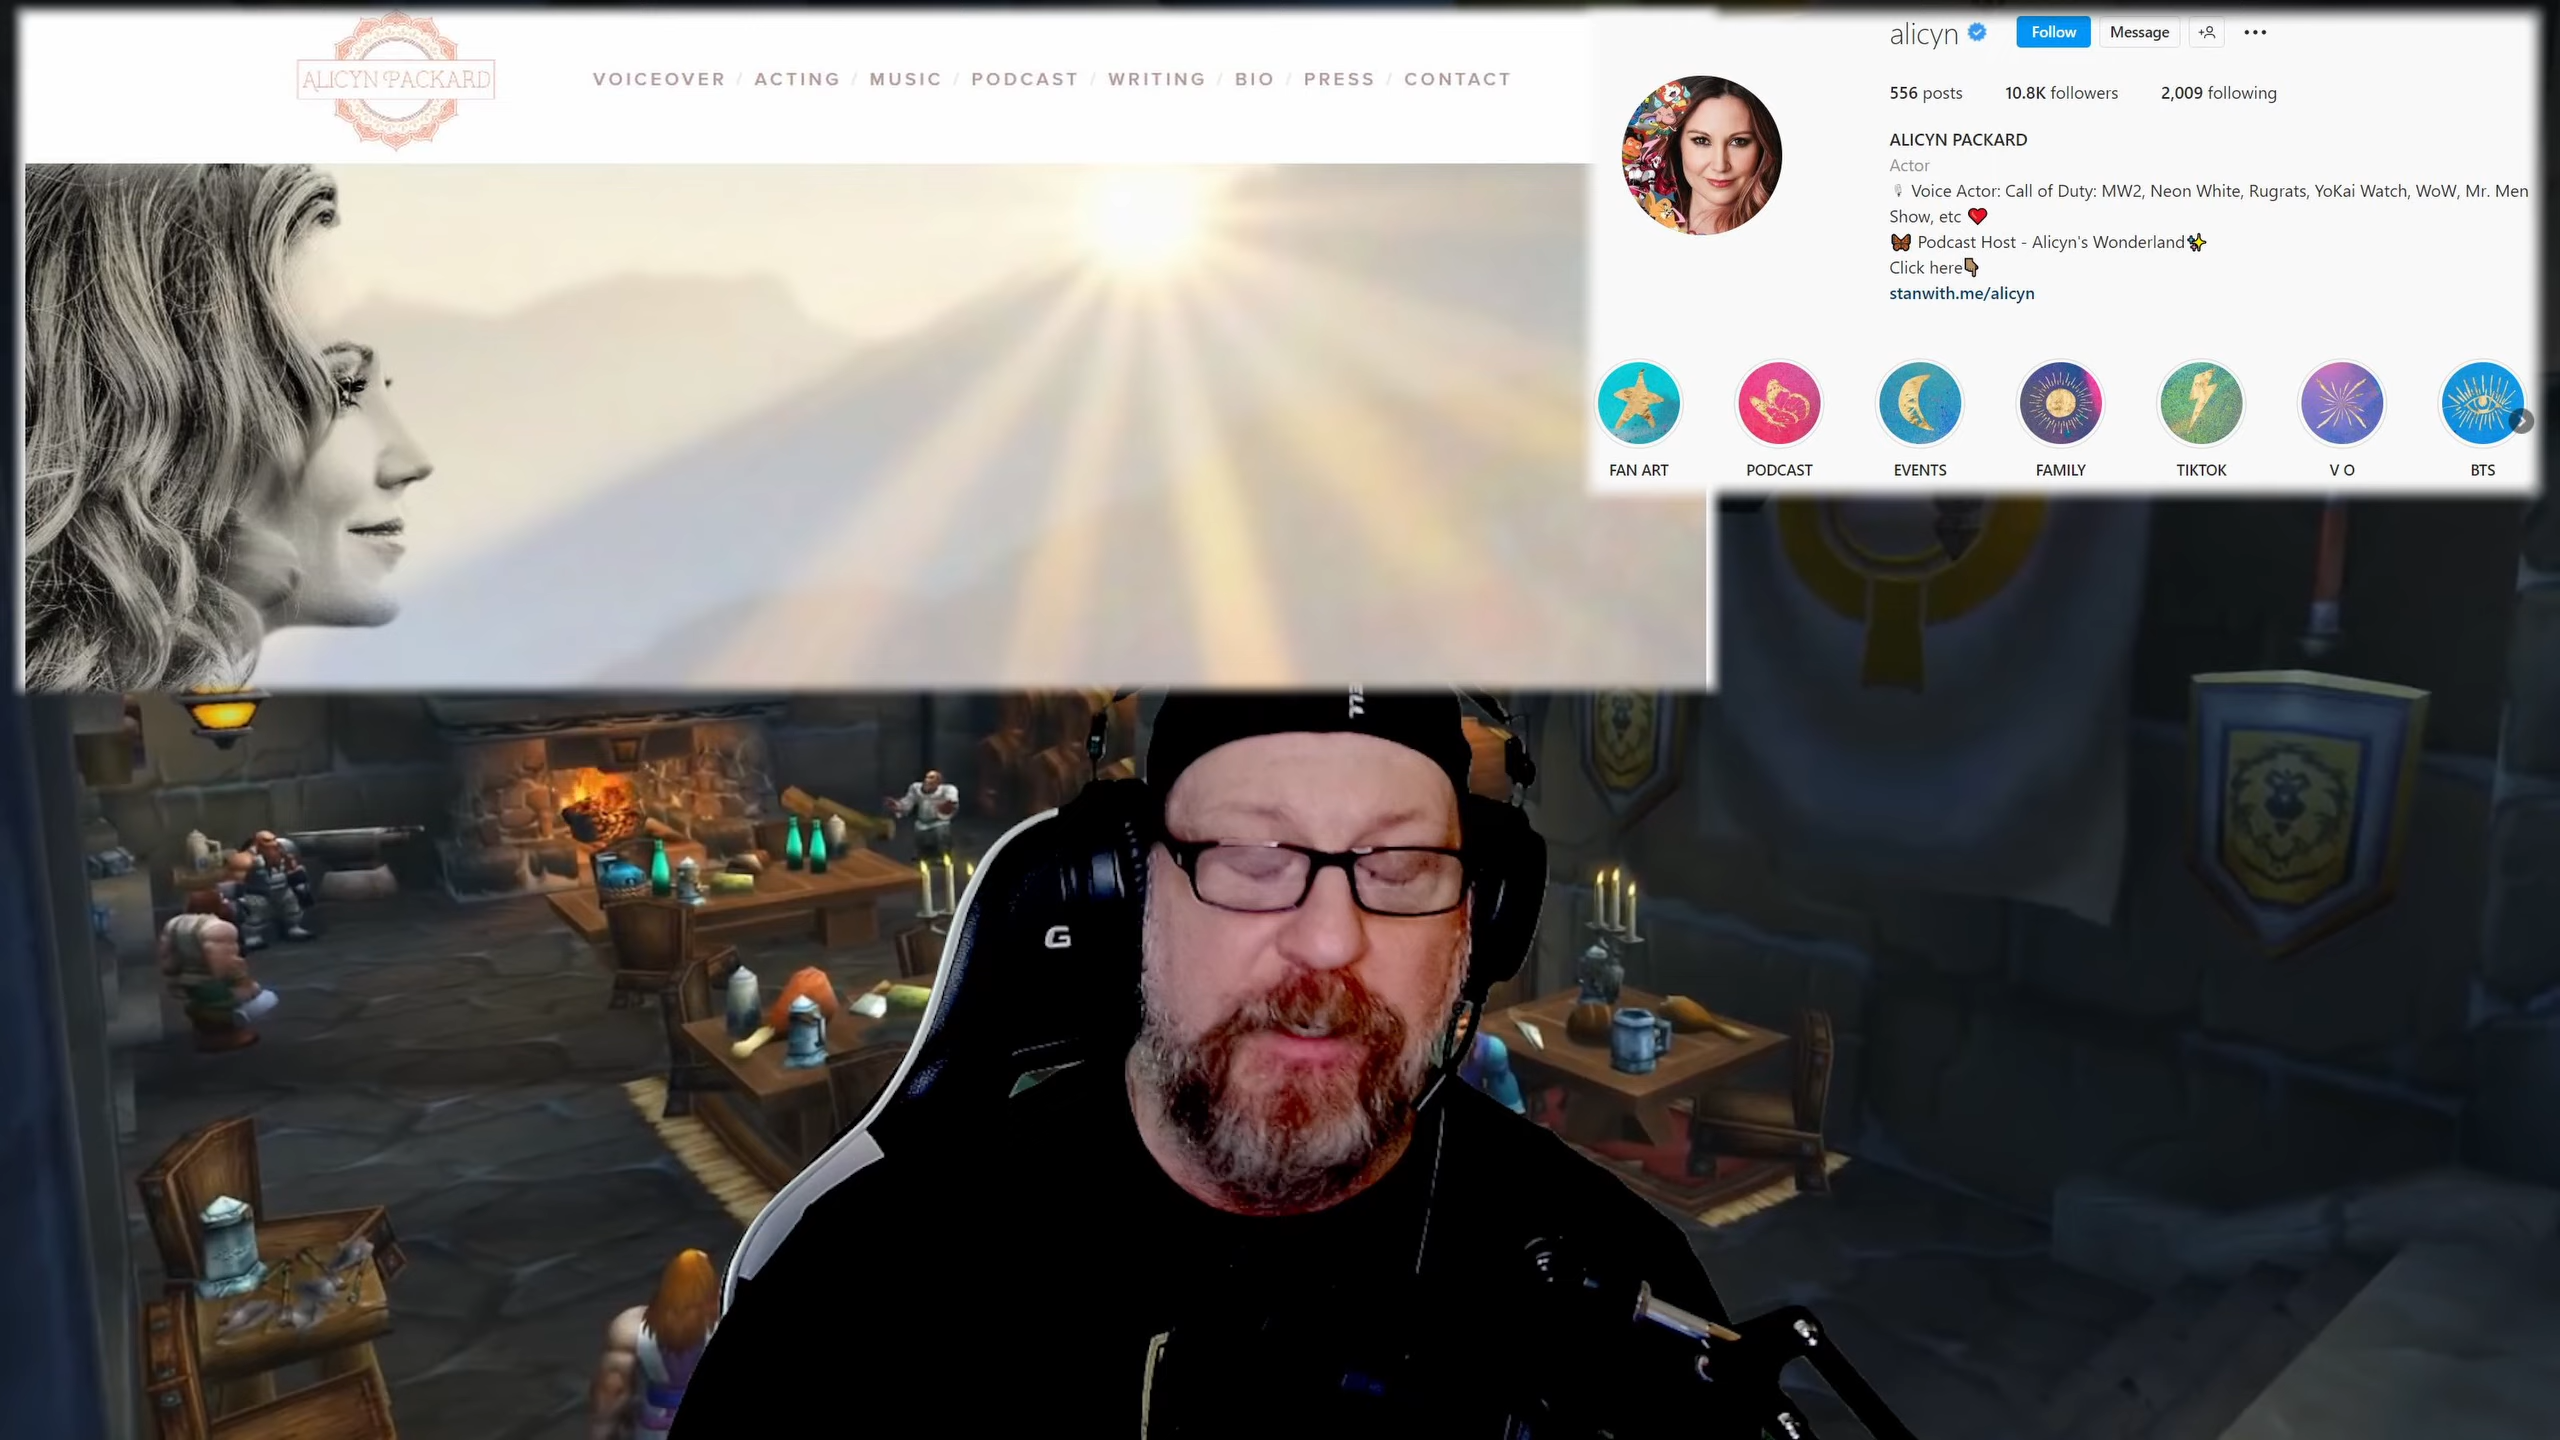 ALICYN PACKARD
VOICEOVER / ACTING / MUSIC / PODCAST / WRITING / BIO / PRESS / CONTACT
alicyn Follow Message
556 posts 10.8K followers 2,009 following
ALICYN PACKARD
Actor
🎙 Voice Actor: Call of Duty: MW2, Neon White, Rugrats, YoKai Watch, WoW, Mr. Men
Show, etc ❤️
🦋 Podcast Host - Alicyn's Wonderland✨
Click here👇🏽
stanwith.me/alicyn
FAN ART PODCAST EVENTS FAMILY TIKTOK V O BTS
G